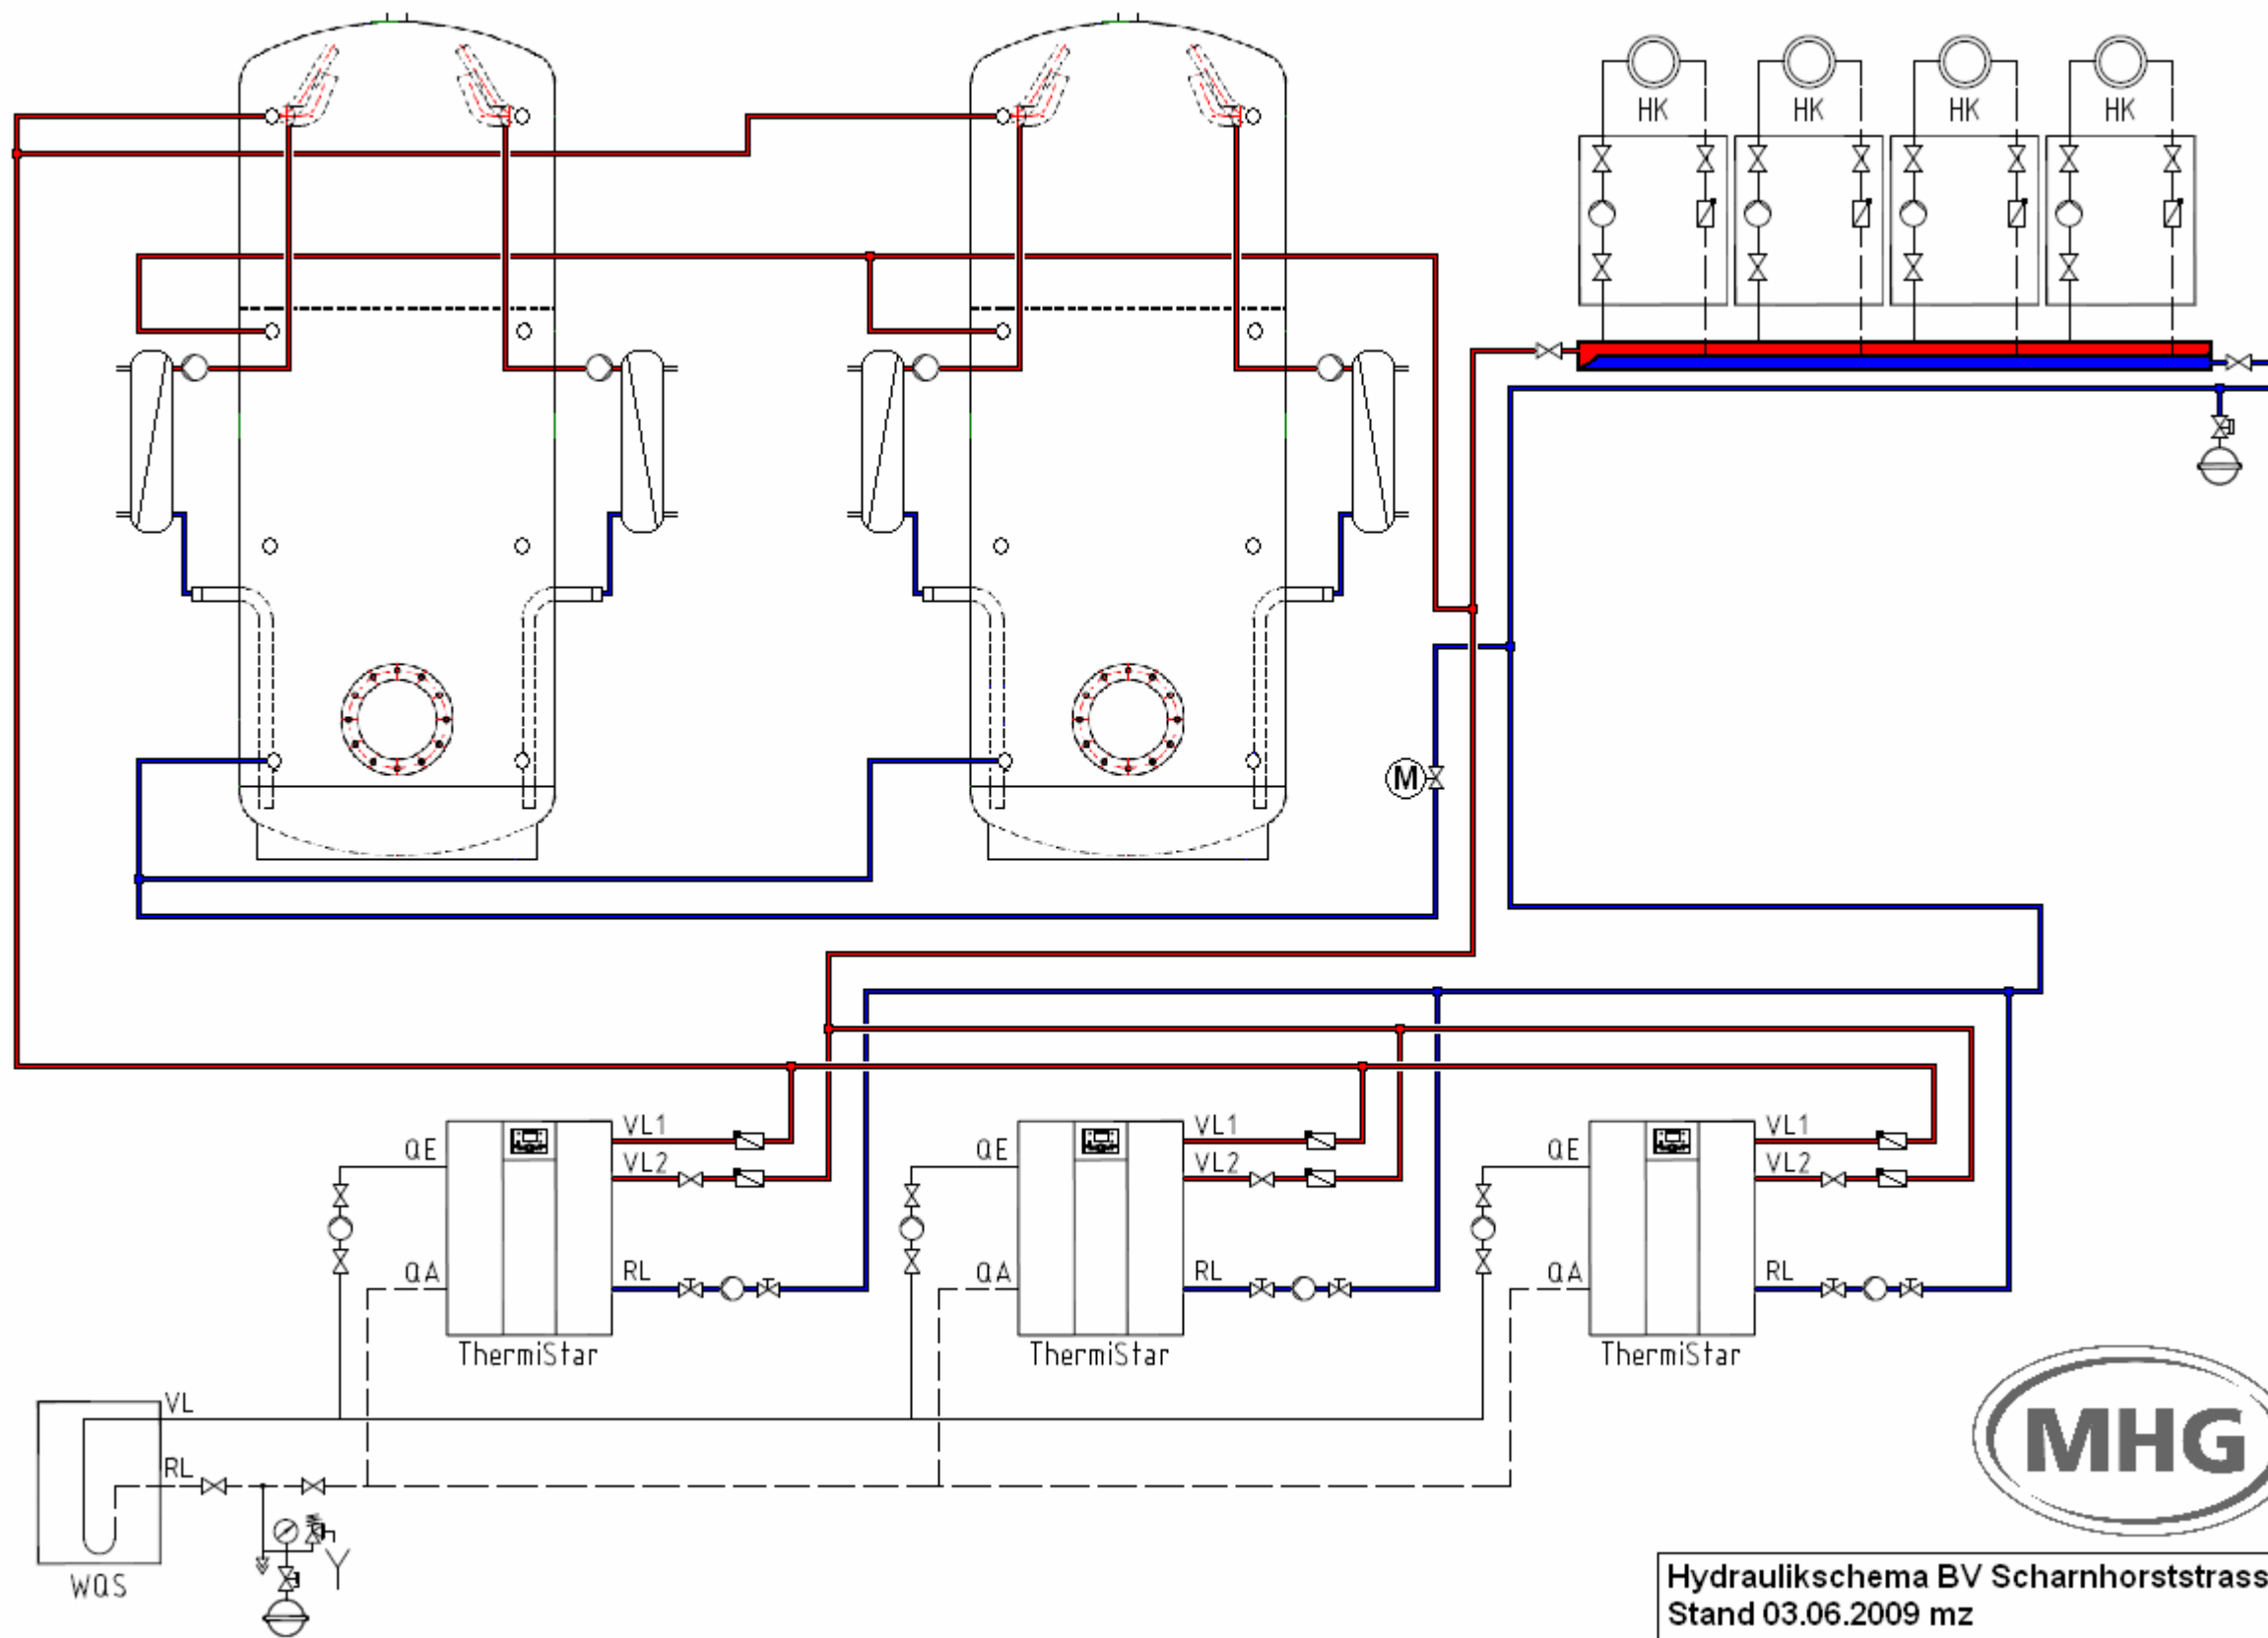 HK HK HK HK
M
VL1 VL1 VL1
QE QE QE
VL2 VL2 VL2
QA RL QA RL QA RL
ThermiStar ThermiStar ThermiStar
VL
RL
WQS
MHG
Hydraulikschema BV Scharnhorststrass
Stand 03.06.2009 mz